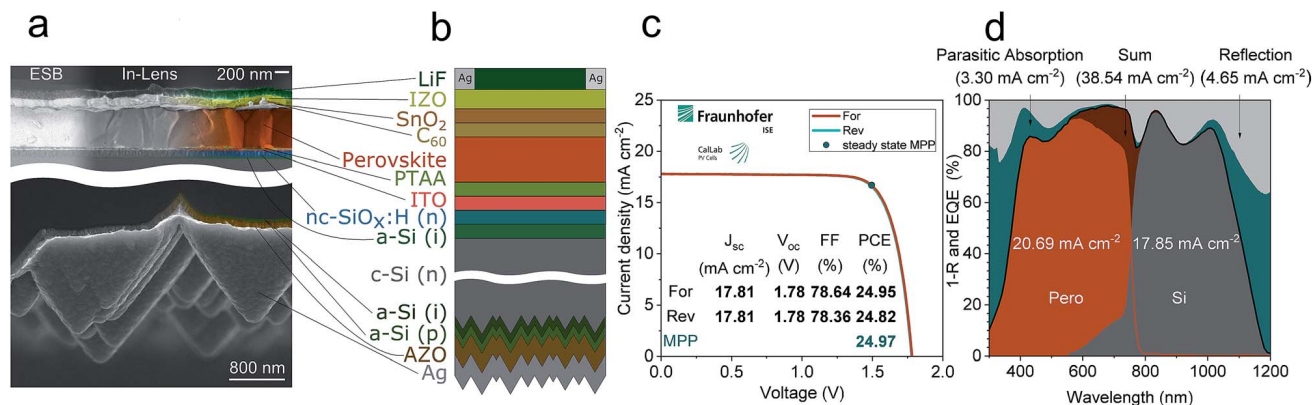 a
ESB
In-Lens
200 nm
800 nm
b
LiF
IZO
SnO₂
C₆₀
Perovskite
PTAA
ITO
nc-SiOₓ:H (n)
a-Si (i)
c-Si (n)
a-Si (i)
a-Si (p)
AZO
Ag
Ag
Ag
c
Current density (mA cm⁻²)
25
20
15
10
5
0
0.0
0.5
1.0
1.5
2.0
Voltage (V)
Fraunhofer
ISE
CalLab
PV Cells
For
Rev
steady state MPP
Jsc Voc FF PCE
(mA cm⁻²) (V) (%) (%)
For 17.81 1.78 78.64 24.95
Rev 17.81 1.78 78.36 24.82
MPP 24.97
d
Parasitic Absorption
(3.30 mA cm⁻²)
Sum
(38.54 mA cm⁻²)
Reflection
(4.65 mA cm⁻²)
1-R and EQE (%)
100
80
60
40
20
0
20.69 mA cm⁻²
17.85 mA cm⁻²
Pero
Si
400
600
800
1000
1200
Wavelength (nm)